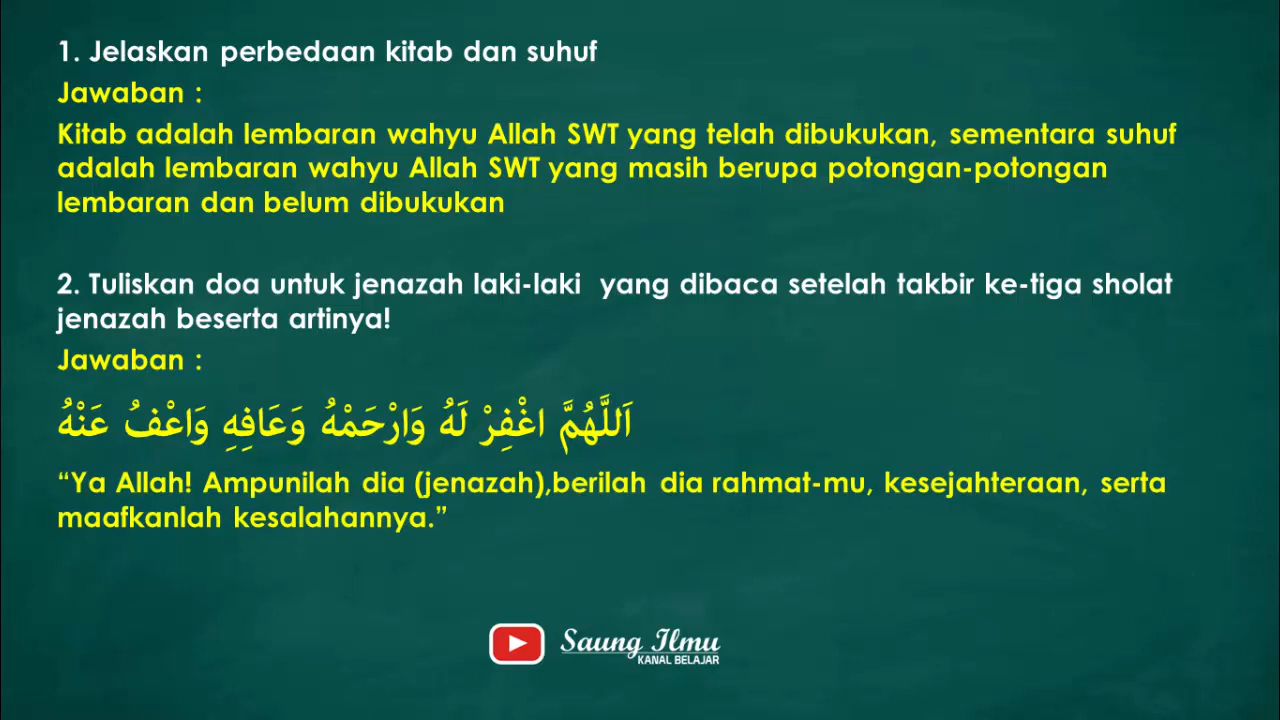 1. Jelaskan perbedaan kitab dan suhuf
Jawaban :
Kitab adalah lembaran wahyu Allah SWT yang telah dibukukan, sementara suhuf
adalah lembaran wahyu Allah SWT yang masih berupa potongan-potongan
lembaran dan belum dibukukan
2. Tuliskan doa untuk jenazah laki-laki  yang dibaca setelah takbir ke-tiga sholat
jenazah beserta artinya!
Jawaban :
اَللَّهُمَّ اغْفِرْ لَهُ وَارْحَمْهُ وَعَافِهِ وَاعْفُ عَنْهُ
“Ya Allah! Ampunilah dia (jenazah),berilah dia rahmat-mu, kesejahteraan, serta
maafkanlah kesalahannya.”
Saung Ilmu
KANAL BELAJAR